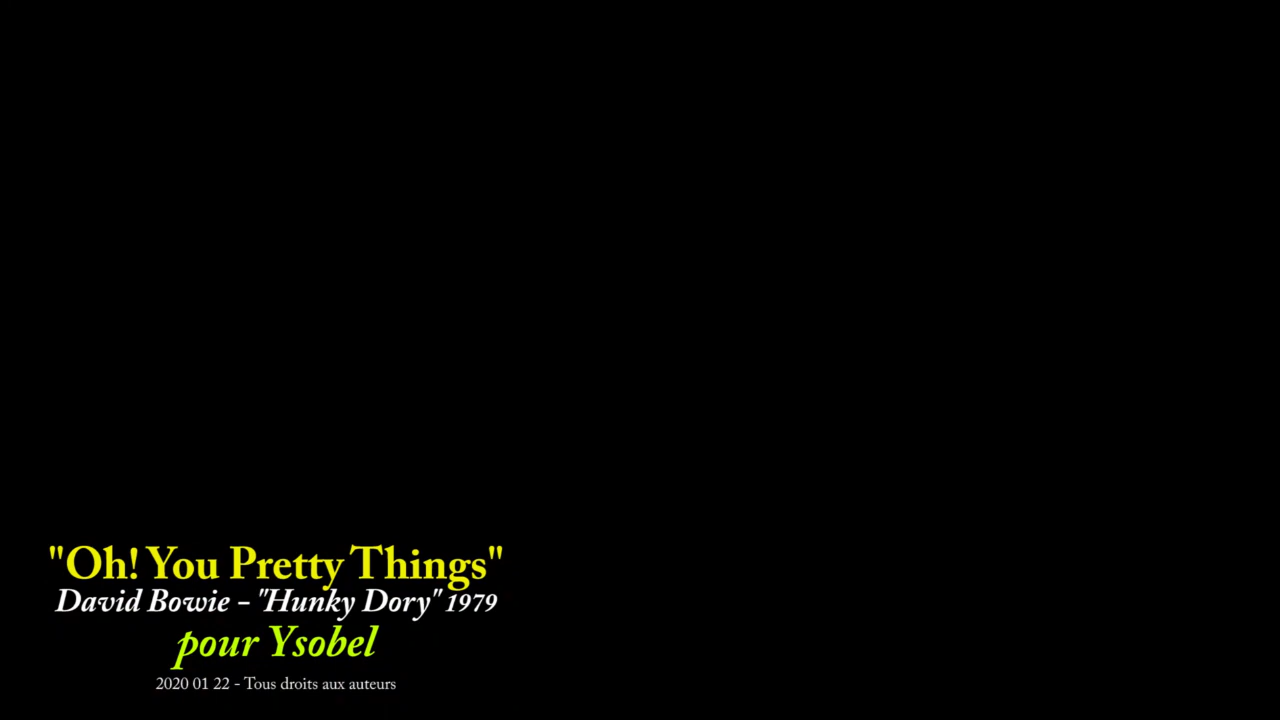 "Oh! You Pretty Things"
David Bowie - "Hunky Dory" 1979
pour Ysobel
2020 01 22 - Tous droits aux auteurs